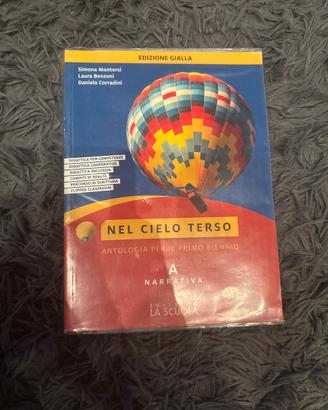 EDIZIONE GIALLA
Simona Montorsi
Laura Benzoni
Daniela Corradini
DIDATTICA PER COMPETENZE
DIDATTICA COOPERATIVA
DIDATTICA INCLUSIVA
COMPITI DI REALTÀ
PERCORSO DI SCRITTURA
FLIPPED CLASSROOM
NEL CIELO TERSO
ANTOLOGIA PER IL PRIMO BIENNIO
A
NARRATIVA
EDITRICE
LA SCUOLA